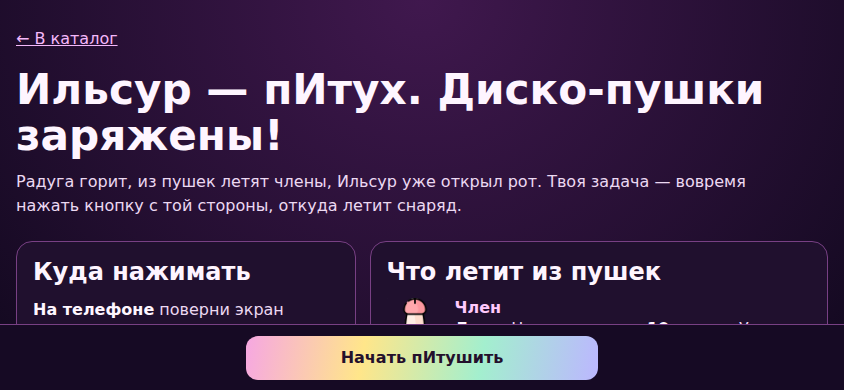 ← В каталог
Ильсур — пИтух. Диско-пушки
заряжены!
Радуга горит, из пушек летят члены, Ильсур уже открыл рот. Твоя задача — вовремя
нажать кнопку с той стороны, откуда летит снаряд.
Куда нажимать
На телефоне поверни экран
Что летит из пушек
Член
Начать пИтушить